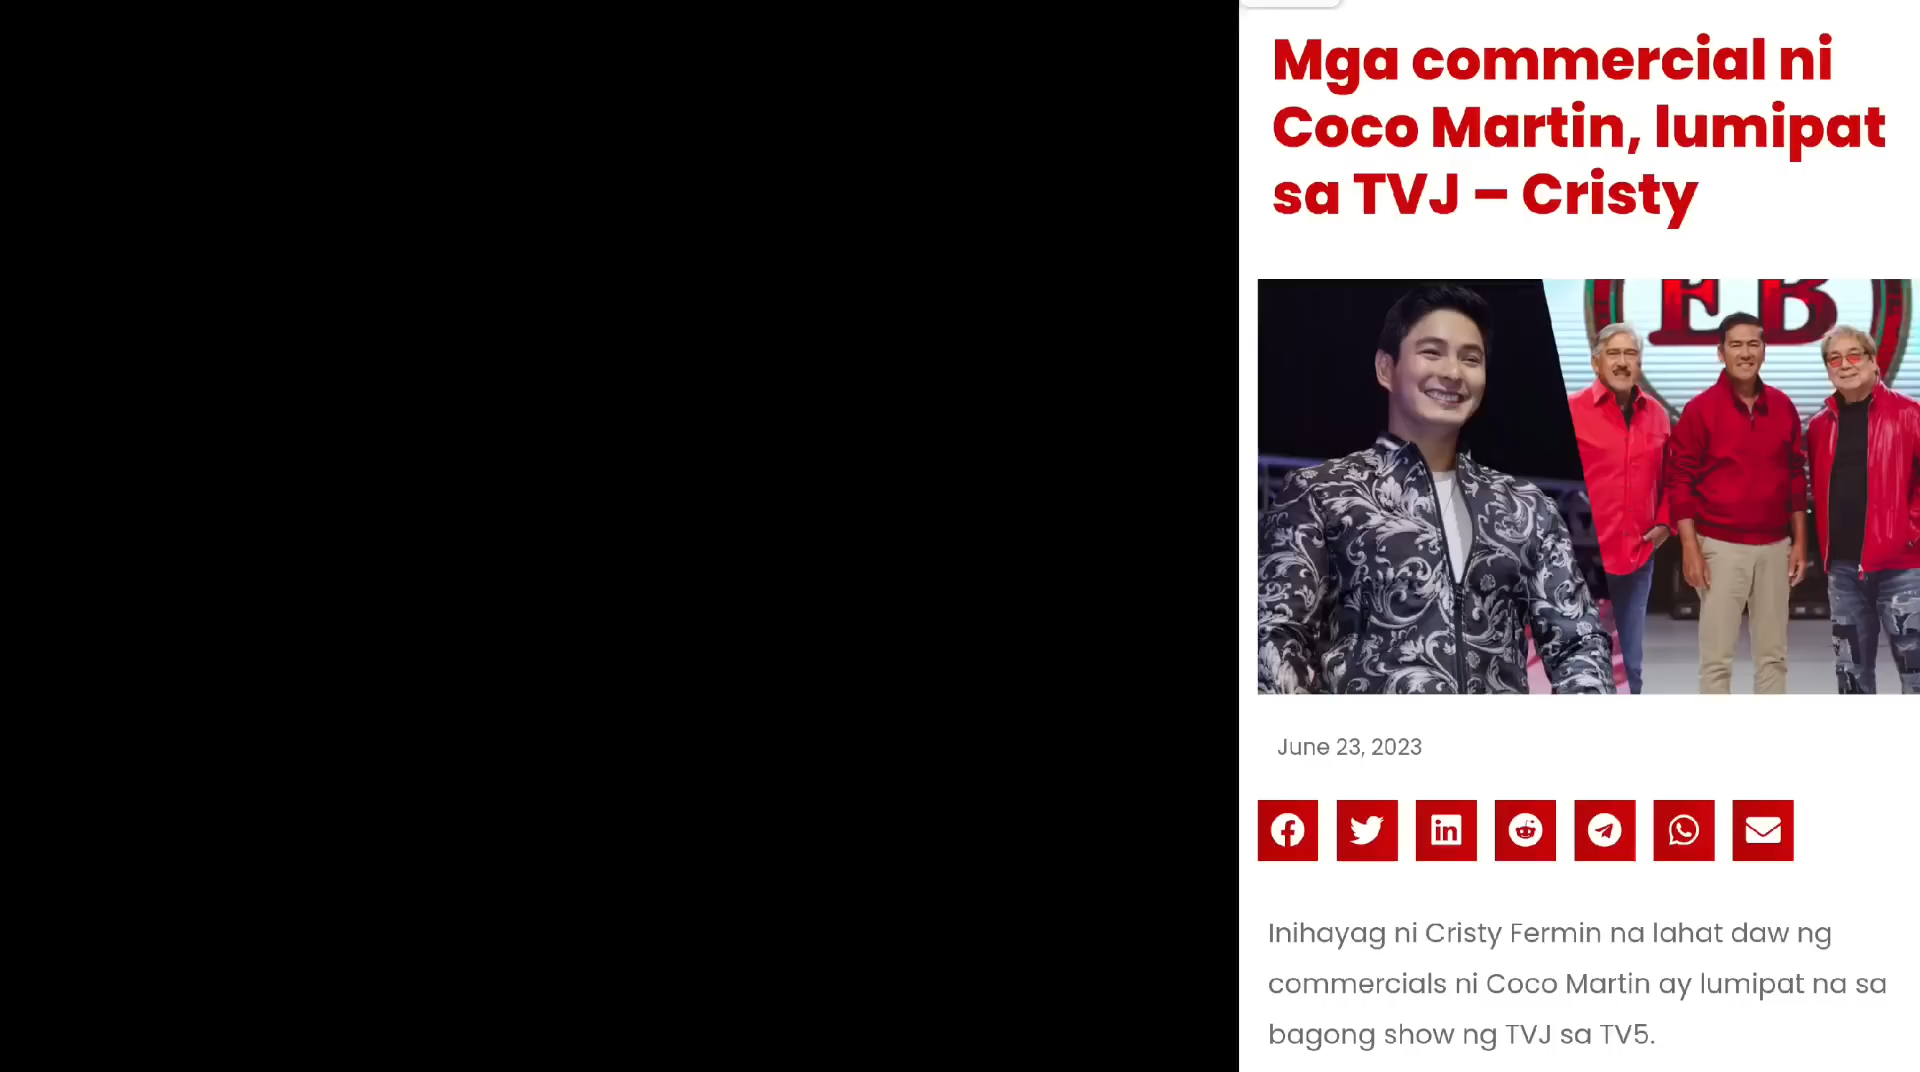 Mga commercial ni
Coco Martin, lumipat
sa TVJ – Cristy
EB
June 23, 2023
Inihayag ni Cristy Fermin na lahat daw ng
commercials ni Coco Martin ay lumipat na sa
bagong show ng TVJ sa TV5.